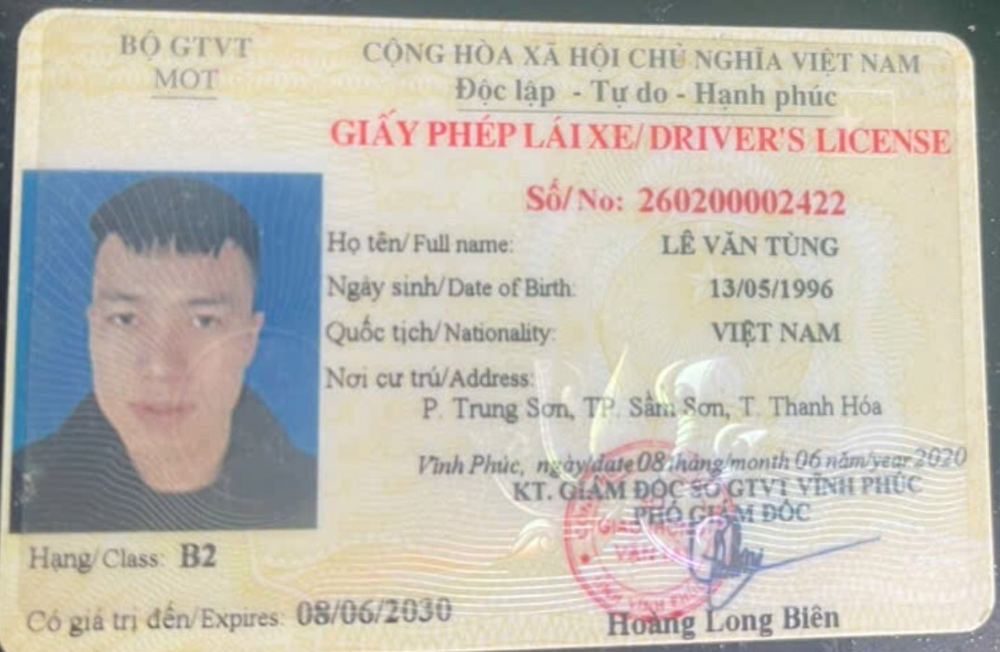 BỘ GTVT
MOT
CỘNG HÒA XÃ HỘI CHỦ NGHĨA VIỆT NAM
Độc lập - Tự do - Hạnh phúc
GIẤY PHÉP LÁI XE/ DRIVER'S LICENSE
Số/ No: 260200002422
Họ tên/ Full name: LÊ VĂN TÙNG
Ngày sinh/ Date of Birth: 13/05/1996
Quốc tịch/ Nationality: VIỆT NAM
Nơi cư trú/Address:
P. Trung Sơn, TP. Sầm Sơn, T. Thanh Hóa
Vĩnh Phúc, ngày/date 08 tháng/month 06 năm/year 2020
KT. GIÁM ĐỐC SỞ GTVT VĨNH PHÚC
PHÓ GIÁM ĐỐC
GIAO THÔNG
VẬN
Hạng/ Class: B2
Có giá trị đến/Expires: 08/06/2030
Hoàng Long Biên